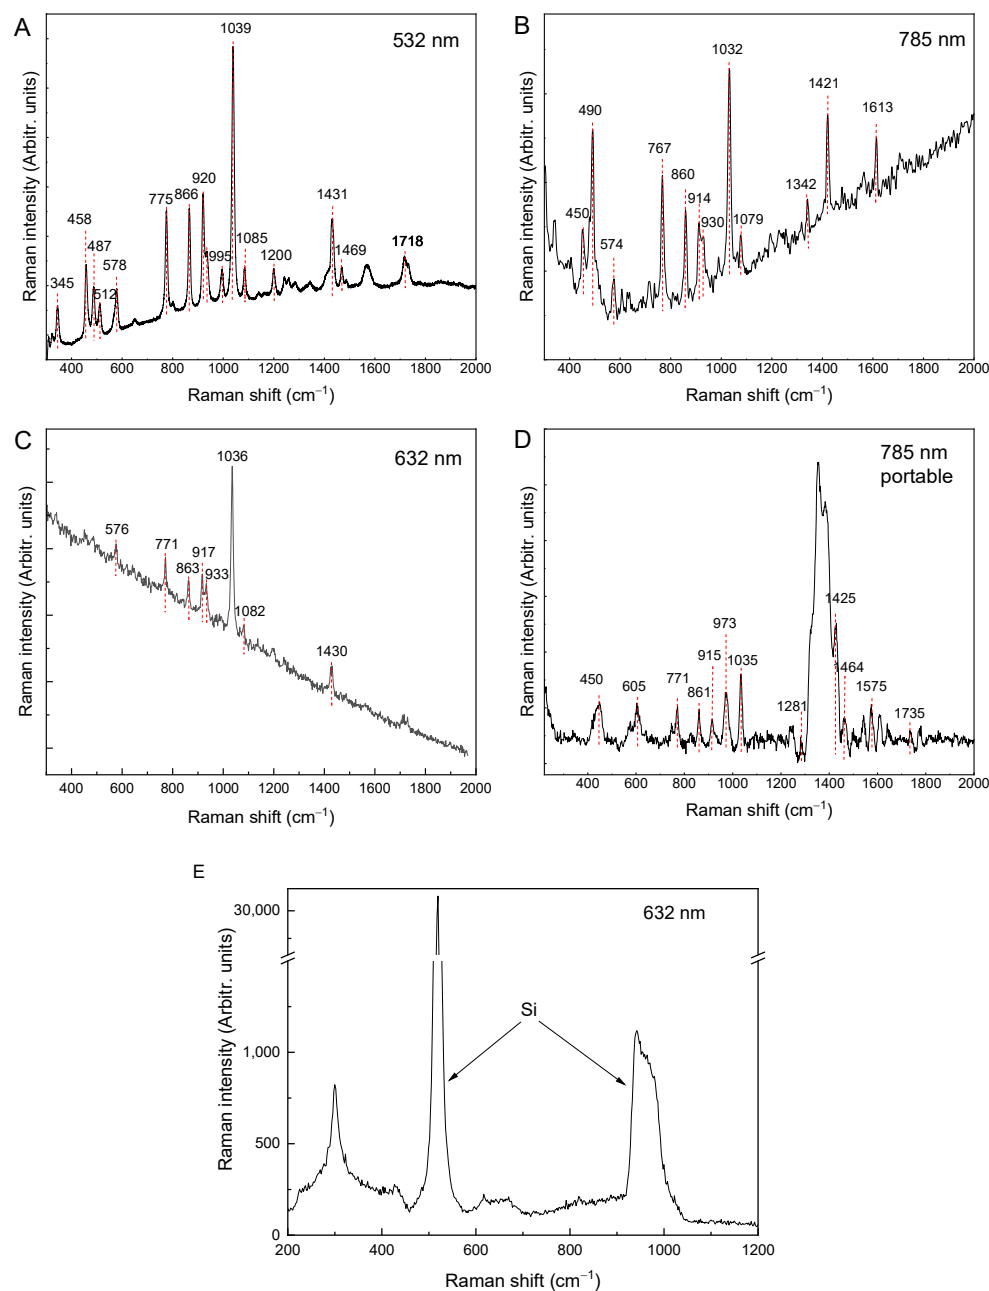 A
532 nm
1039
920
775
866
458
487
512
345
578
995
1085
1200
1431
1469
1718
Raman intensity (Arbitr. units)
400 600 800 1000 1200 1400 1600 1800 2000
Raman shift (cm⁻¹)
B
785 nm
1032
1421
1613
490
767
860
914
930
450
574
1079
1342
Raman intensity (Arbitr. units)
400 600 800 1000 1200 1400 1600 1800 2000
Raman shift (cm⁻¹)
C
632 nm
1036
576
771
917
863
933
1082
1430
Raman intensity (Arbitr. units)
400 600 800 1000 1200 1400 1600 1800 2000
Raman shift (cm⁻¹)
D
785 nm
portable
1425
973
915
1035
450
605
771
861
1281
1464
1575
1735
Raman intensity (Arbitr. units)
400 600 800 1000 1200 1400 1600 1800 2000
Raman shift (cm⁻¹)
E
632 nm
30,000
1,000
500
0
Si
Raman intensity (Arbitr. units)
200 400 600 800 1000 1200
Raman shift (cm⁻¹)